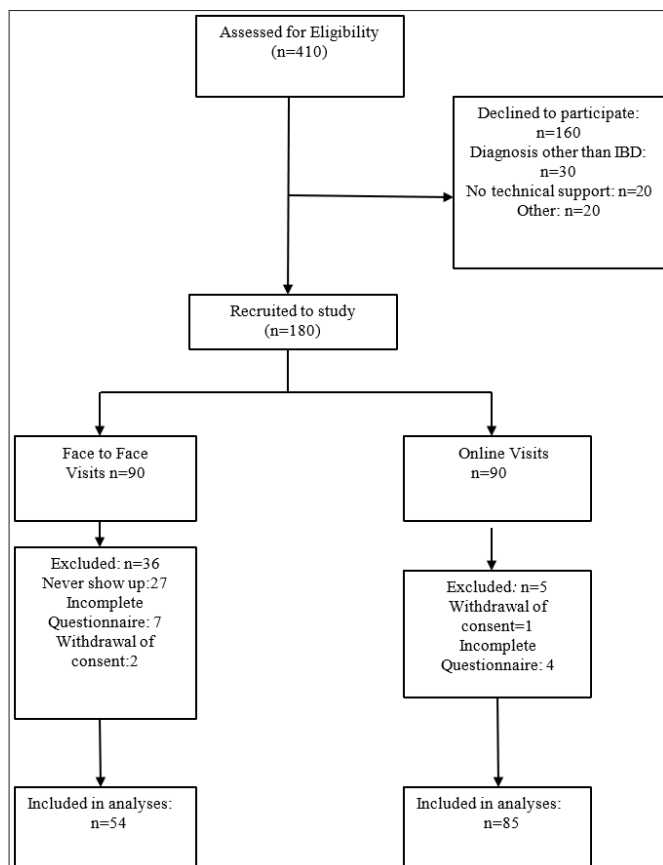 Assessed for Eligibility
(n=410)
Declined to participate:
n=160
Diagnosis other than IBD:
n=30
No technical support: n=20
Other: n=20
Recruited to study
(n=180)
Face to Face
Visits n=90
Online Visits
n=90
Excluded: n=36
Never show up:27
Incomplete
Questionnaire: 7
Withdrawal of
consent:2
Excluded: n=5
Withdrawal of
consent=1
Incomplete
Questionnaire: 4
Included in analyses:
n=54
Included in analyses:
n=85